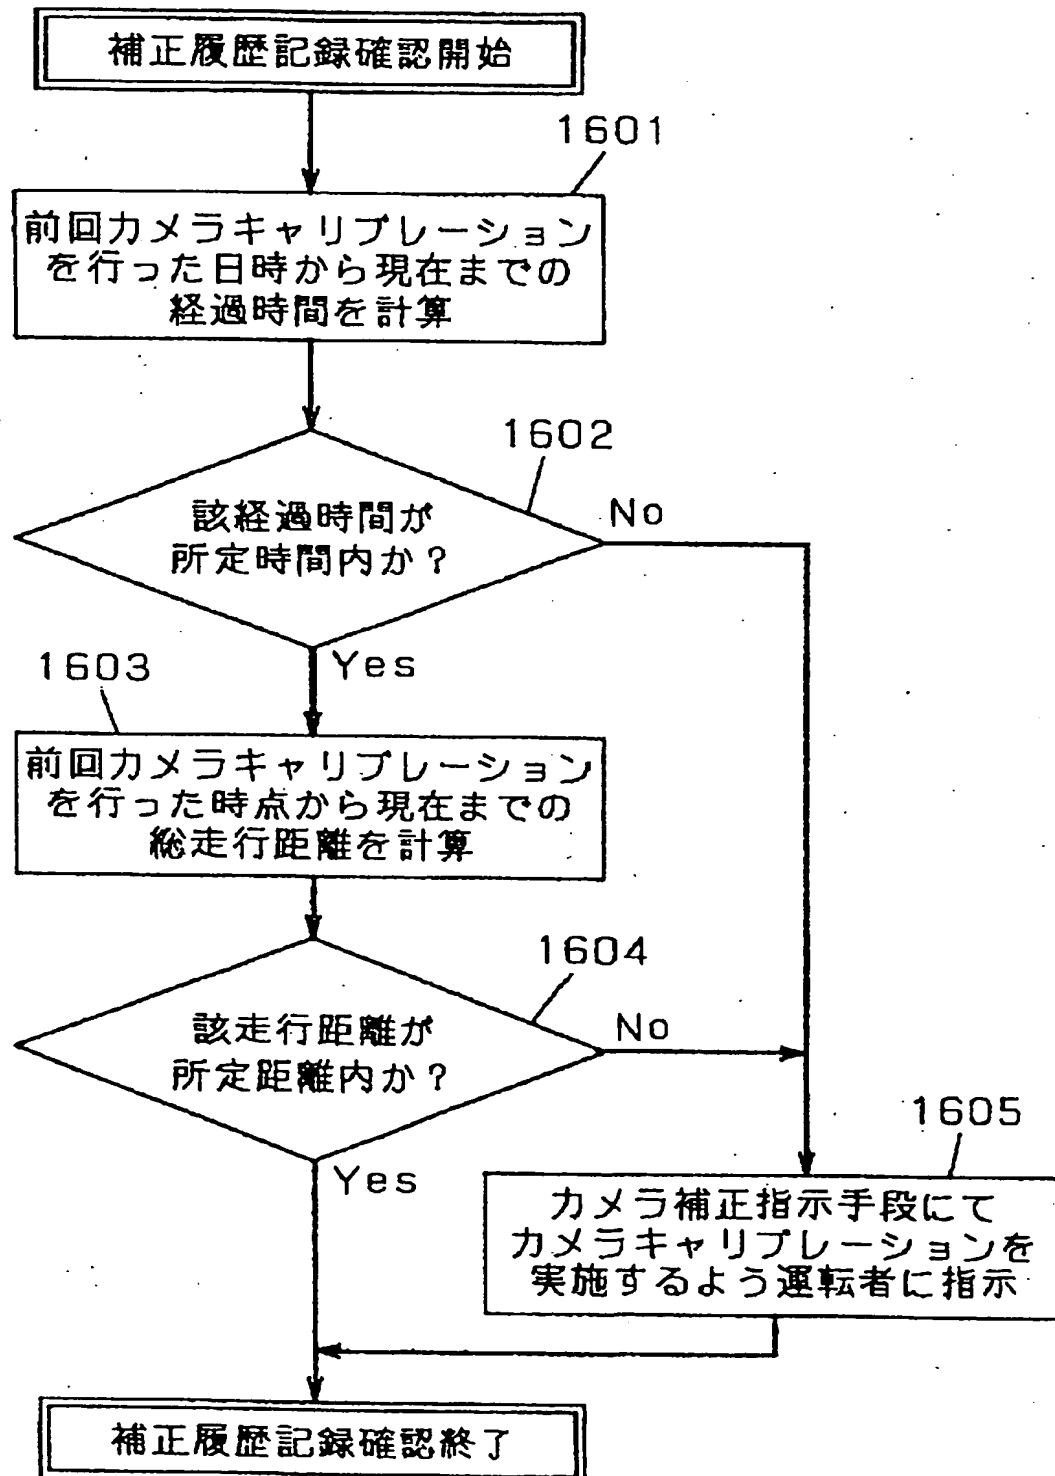 補正履歴記録確認開始
1601
前回カメラキャリブレーション
を行った日時から現在までの
経過時間を計算
1602
該経過時間が
所定時間内か？
No
Yes
1603
前回カメラキャリブレーション
を行った時点から現在までの
総走行距離を計算
1604
該走行距離が
所定距離内か？
No
Yes
1605
カメラ補正指示手段にて
カメラキャリブレーションを
実施するよう運転者に指示
補正履歴記録確認終了